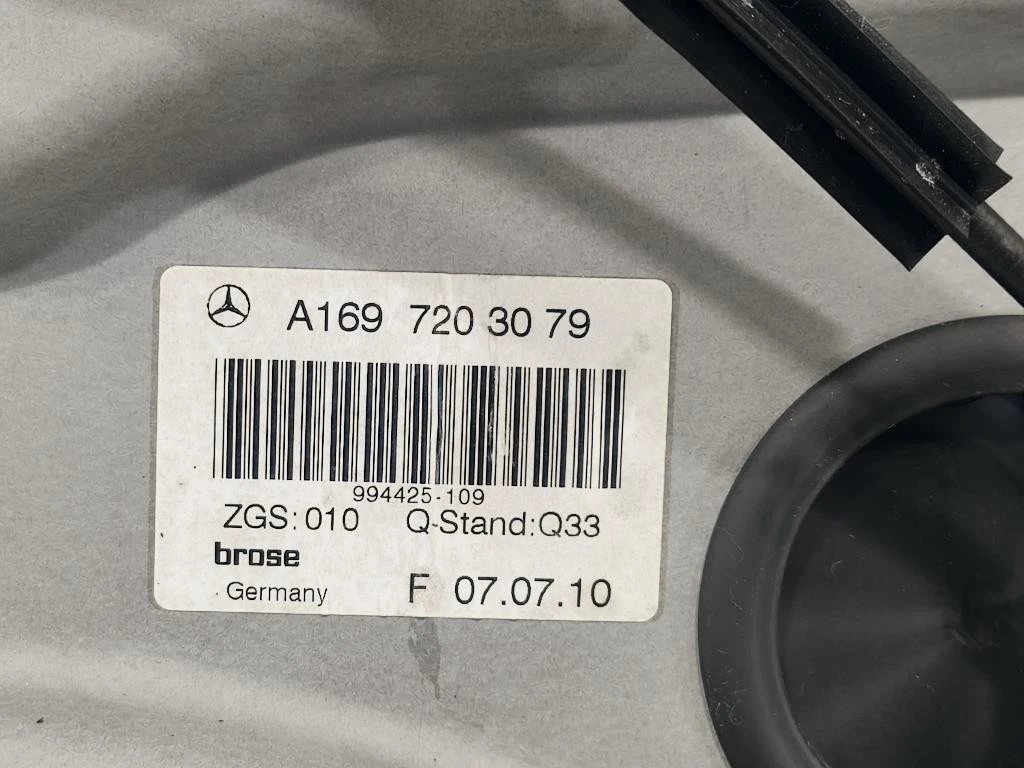 A169 720 30 79
994425-109
ZGS:010 Q-Stand:Q33
brose
Germany F 07.07.10